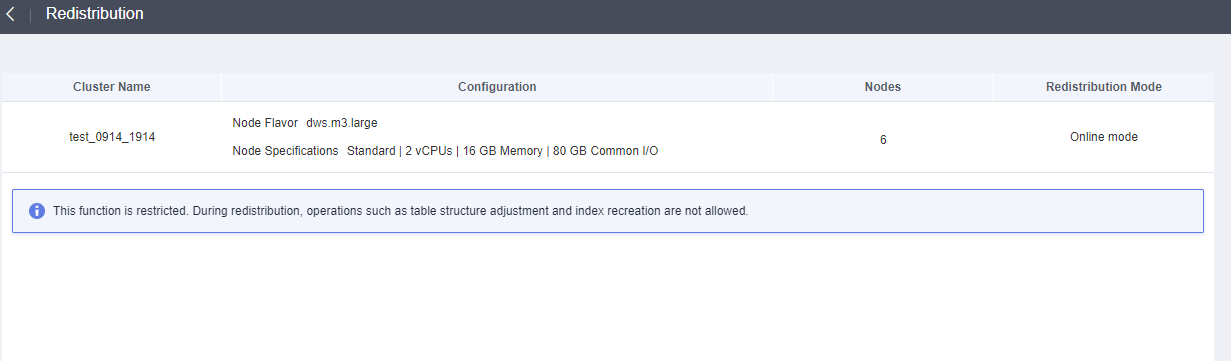 Redistribution
Cluster Name Configuration Nodes Redistribution Mode
test_0914_1914
Node Flavor dws.m3.large
Node Specifications Standard | 2 vCPUs | 16 GB Memory | 80 GB Common I/O
6
Online mode
This function is restricted. During redistribution, operations such as table structure adjustment and index recreation are not allowed.